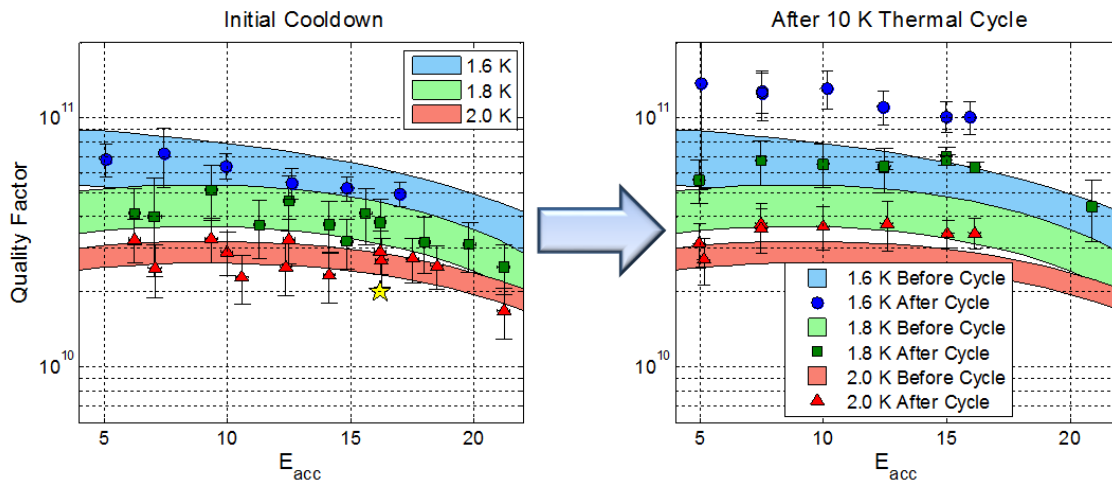 Initial Cooldown
After 10 K Thermal Cycle
1.6 K
1.8 K
2.0 K
10^11
10^10
Quality Factor
5
10
15
20
E_acc
10^11
10^10
1.6 K Before Cycle
1.6 K After Cycle
1.8 K Before Cycle
1.8 K After Cycle
2.0 K Before Cycle
2.0 K After Cycle
5
10
15
20
E_acc